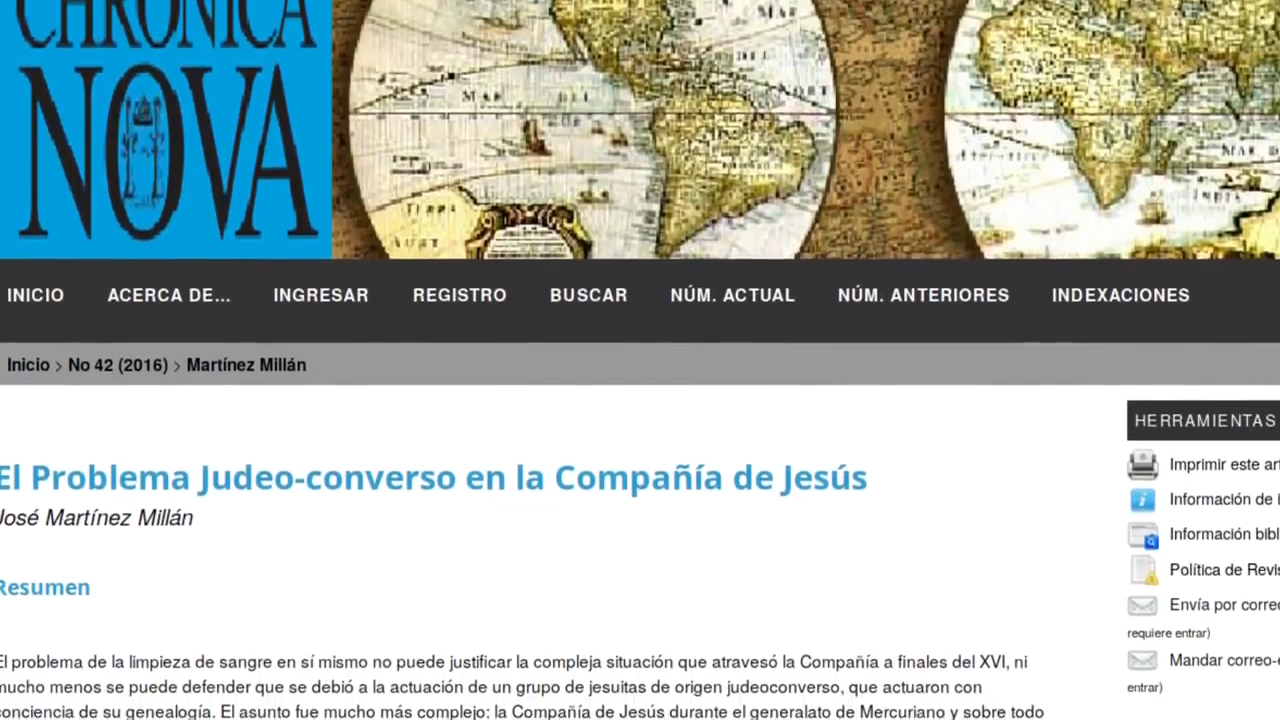 CHRONICA
NOVA
INICIO ACERCA DE... INGRESAR REGISTRO BUSCAR NÚM. ACTUAL NÚM. ANTERIORES INDEXACIONES
Inicio > No 42 (2016) > Martínez Millán
El Problema Judeo-converso en la Compañía de Jesús
José Martínez Millán
Resumen
El problema de la limpieza de sangre en sí mismo no puede justificar la compleja situación que atravesó la Compañía a finales del XVI, ni
mucho menos se puede defender que se debió a la actuación de un grupo de jesuitas de origen judeoconverso, que actuaron con
conciencia de su genealogía. El asunto fue mucho más complejo: la Compañía de Jesús durante el generalato de Mercuriano y sobre todo
HERRAMIENTAS
Imprimir este art
Información de
Información bibl
Política de Revis
Envía por correo
requiere entrar)
Mandar correo-e
entrar)